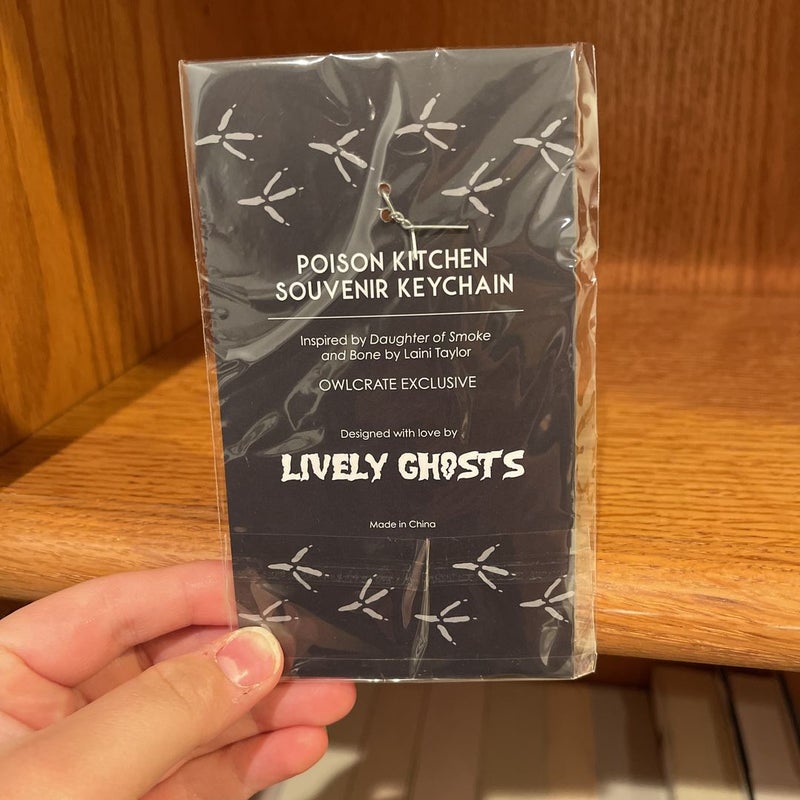 POISON KITCHEN
SOUVENIR KEYCHAIN
Inspired by Daughter of Smoke
and Bone by Laini Taylor
OWLCRATE EXCLUSIVE
Designed with love by
LIVELY GHOSTS
Made in China